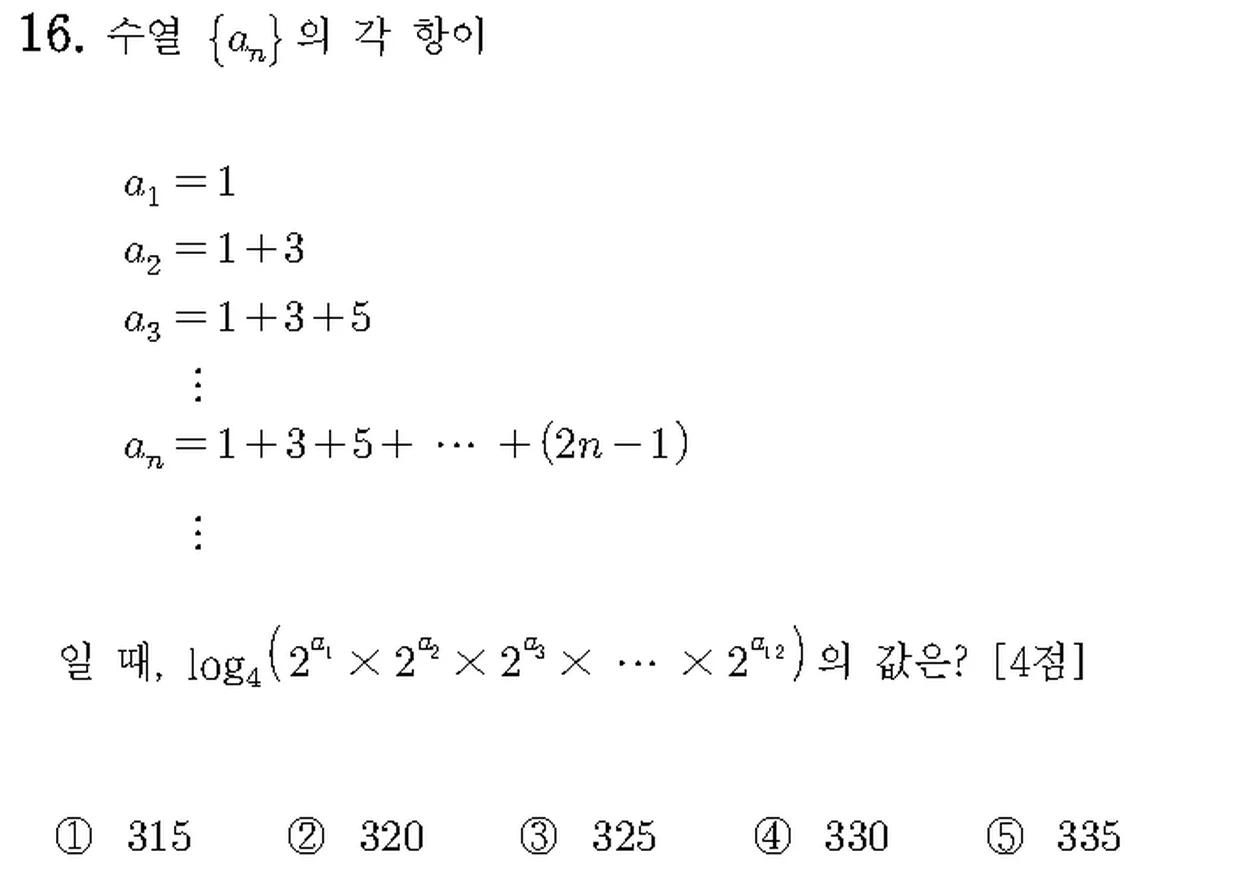 16. 수열 {aₙ}의 각 항이
a₁ = 1
a₂ = 1+3
a₃ = 1+3+5
⋮
aₙ = 1+3+5+ ⋯ +(2n−1)
⋮
일 때, log₄(2^{a₁} × 2^{a₂} × 2^{a₃} × ⋯ × 2^{a₁₂})의 값은? [4점]
① 315 ② 320 ③ 325 ④ 330 ⑤ 335